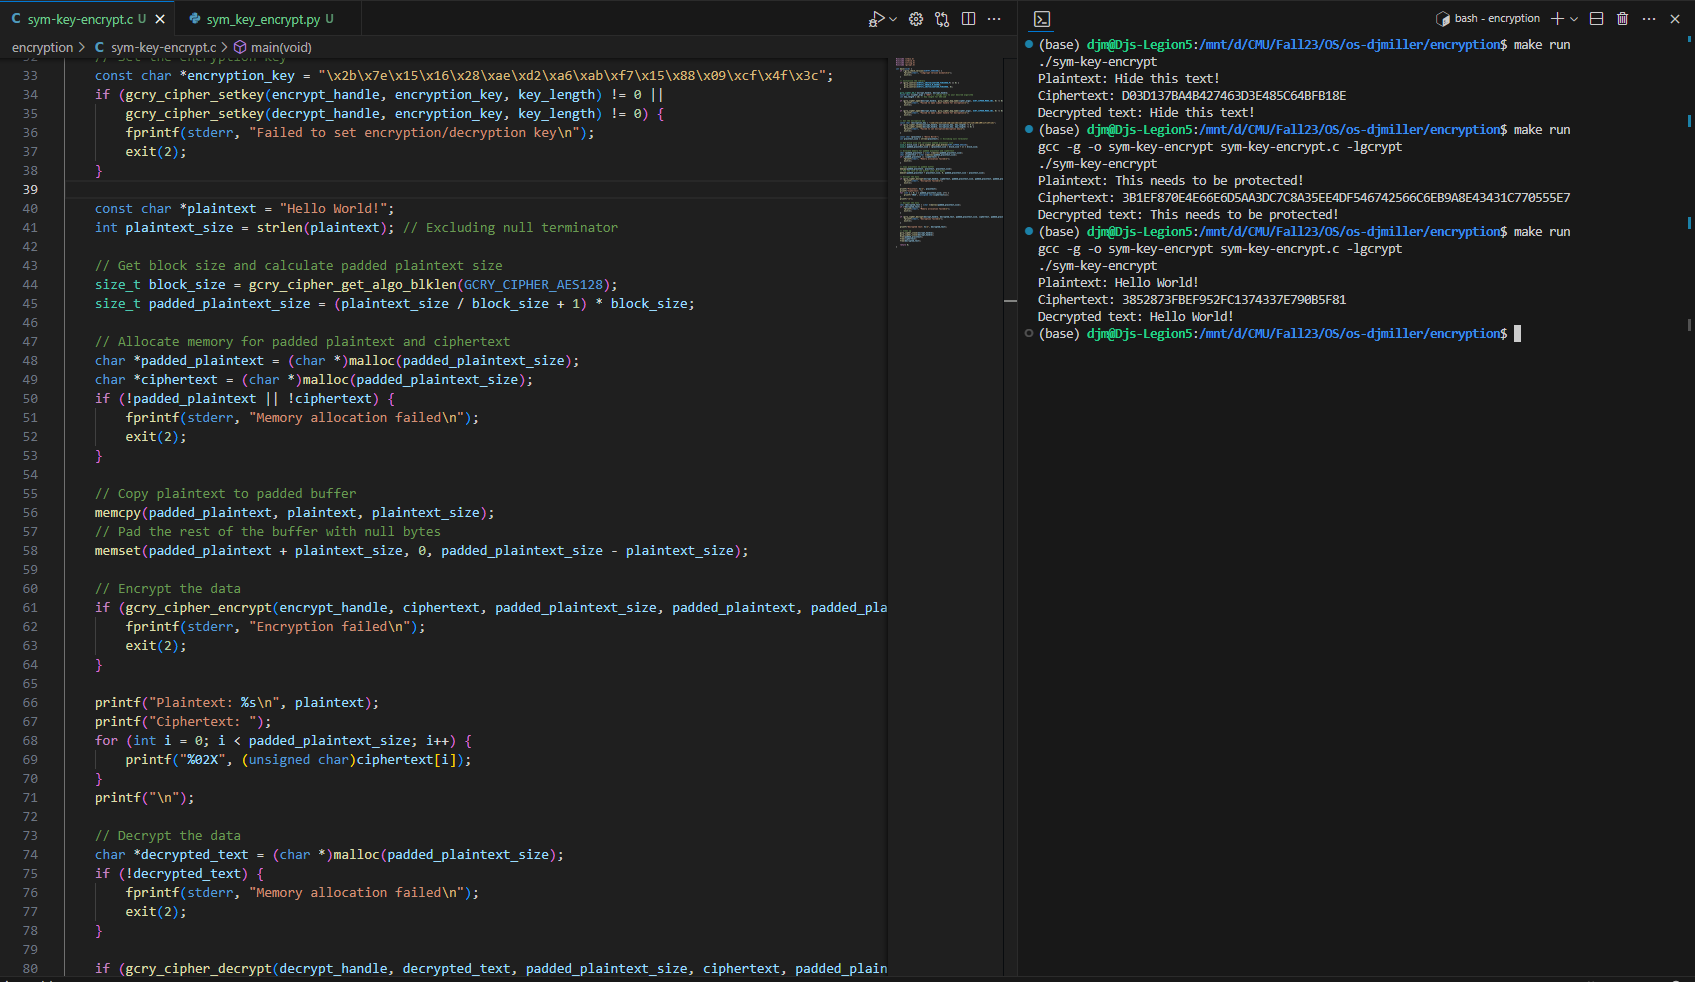 sym-key-encrypt.c U
sym_key_encrypt.py U
encryption > C sym-key-encrypt.c > main(void)
32 // Set the encryption key
33 const char *encryption_key = "\x2b\x7e\x15\x16\x28\xae\xd2\xa6\xab\xf7\x15\x88\x09\xcf\x4f\x3c";
34 if (gcry_cipher_setkey(encrypt_handle, encryption_key, key_length) != 0 ||
35 gcry_cipher_setkey(decrypt_handle, encryption_key, key_length) != 0) {
36 fprintf(stderr, "Failed to set encryption/decryption key\n");
37 exit(2);
38 }
39
40 const char *plaintext = "Hello World!";
41 int plaintext_size = strlen(plaintext); // Excluding null terminator
42
43 // Get block size and calculate padded plaintext size
44 size_t block_size = gcry_cipher_get_algo_blklen(GCRY_CIPHER_AES128);
45 size_t padded_plaintext_size = (plaintext_size / block_size + 1) * block_size;
46
47 // Allocate memory for padded plaintext and ciphertext
48 char *padded_plaintext = (char *)malloc(padded_plaintext_size);
49 char *ciphertext = (char *)malloc(padded_plaintext_size);
50 if (!padded_plaintext || !ciphertext) {
51 fprintf(stderr, "Memory allocation failed\n");
52 exit(2);
53 }
54
55 // Copy plaintext to padded buffer
56 memcpy(padded_plaintext, plaintext, plaintext_size);
57 // Pad the rest of the buffer with null bytes
58 memset(padded_plaintext + plaintext_size, 0, padded_plaintext_size - plaintext_size);
59
60 // Encrypt the data
61 if (gcry_cipher_encrypt(encrypt_handle, ciphertext, padded_plaintext_size, padded_plaintext, padded_pla
62 fprintf(stderr, "Encryption failed\n");
63 exit(2);
64 }
65
66 printf("Plaintext: %s\n", plaintext);
67 printf("Ciphertext: ");
68 for (int i = 0; i < padded_plaintext_size; i++) {
69 printf("%02X", (unsigned char)ciphertext[i]);
70 }
71 printf("\n");
72
73 // Decrypt the data
74 char *decrypted_text = (char *)malloc(padded_plaintext_size);
75 if (!decrypted_text) {
76 fprintf(stderr, "Memory allocation failed\n");
77 exit(2);
78 }
79
80 if (gcry_cipher_decrypt(decrypt_handle, decrypted_text, padded_plaintext_size, ciphertext, padded_plain
bash - encryption
(base) djm@Djs-Legion5:/mnt/d/CMU/Fall23/OS/os-djmiller/encryption$ make run
./sym-key-encrypt
Plaintext: Hide this text!
Ciphertext: D03D137BA4B427463D3E485C64BFB18E
Decrypted text: Hide this text!
(base) djm@Djs-Legion5:/mnt/d/CMU/Fall23/OS/os-djmiller/encryption$ make run
gcc -g -o sym-key-encrypt sym-key-encrypt.c -lgcrypt
./sym-key-encrypt
Plaintext: This needs to be protected!
Ciphertext: 3B1EF870E4E66E6D5AA3DC7C8A35EE4DF546742566C6EB9A8E43431C770555E7
Decrypted text: This needs to be protected!
(base) djm@Djs-Legion5:/mnt/d/CMU/Fall23/OS/os-djmiller/encryption$ make run
gcc -g -o sym-key-encrypt sym-key-encrypt.c -lgcrypt
./sym-key-encrypt
Plaintext: Hello World!
Ciphertext: 3852873FBEF952FC1374337E790B5F81
Decrypted text: Hello World!
(base) djm@Djs-Legion5:/mnt/d/CMU/Fall23/OS/os-djmiller/encryption$